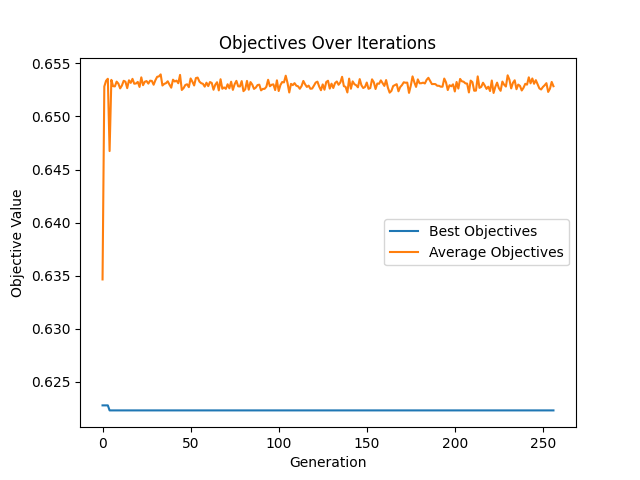 Objectives Over Iterations
Objective Value
0.655
0.650
0.645
0.640
0.635
0.630
0.625
Best Objectives
Average Objectives
0 50 100 150 200 250
Generation